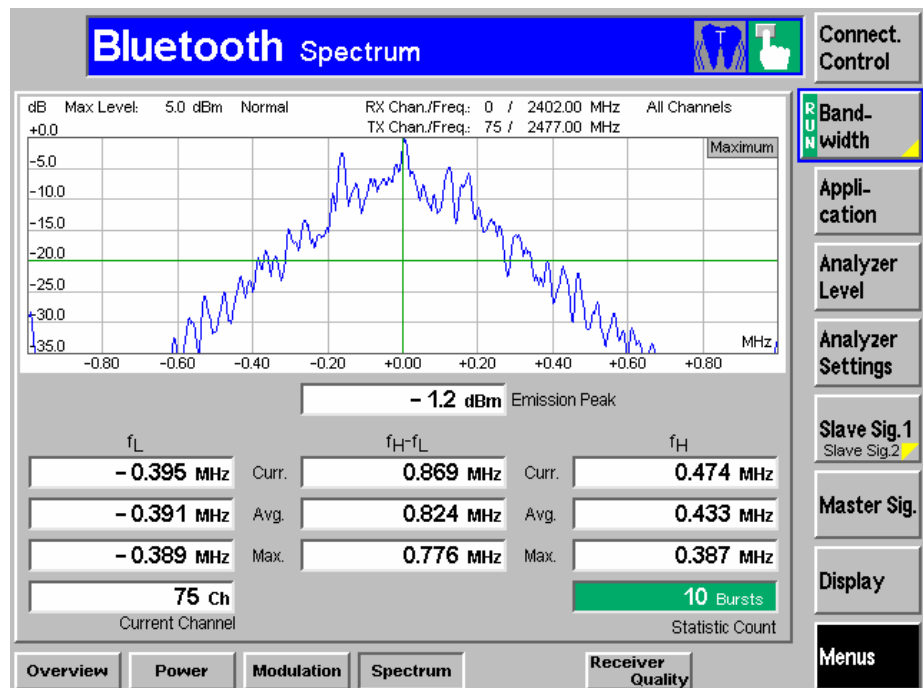 Bluetooth Spectrum
T
Connect.
Control
dB Max Level: 5.0 dBm Normal RX Chan./Freq.: 0 / 2402.00 MHz All Channels
TX Chan./Freq.: 75 / 2477.00 MHz
RUN
Band-
width
+0.0
Maximum
-5.0
-10.0
-15.0
-20.0
-25.0
-30.0
-35.0
MHz
-0.80 -0.60 -0.40 -0.20 +0.00 +0.20 +0.40 +0.60 +0.80
Appli-
cation
Analyzer
Level
Analyzer
Settings
– 1.2 dBm Emission Peak
fL fH-fL fH
– 0.395 MHz Curr. 0.869 MHz Curr. 0.474 MHz
– 0.391 MHz Avg. 0.824 MHz Avg. 0.433 MHz
– 0.389 MHz Max. 0.776 MHz Max. 0.387 MHz
75 Ch 10 Bursts
Current Channel Statistic Count
Slave Sig.1
Slave Sig.2
Master Sig.
Display
Menus
Overview Power Modulation Spectrum Receiver
Quality